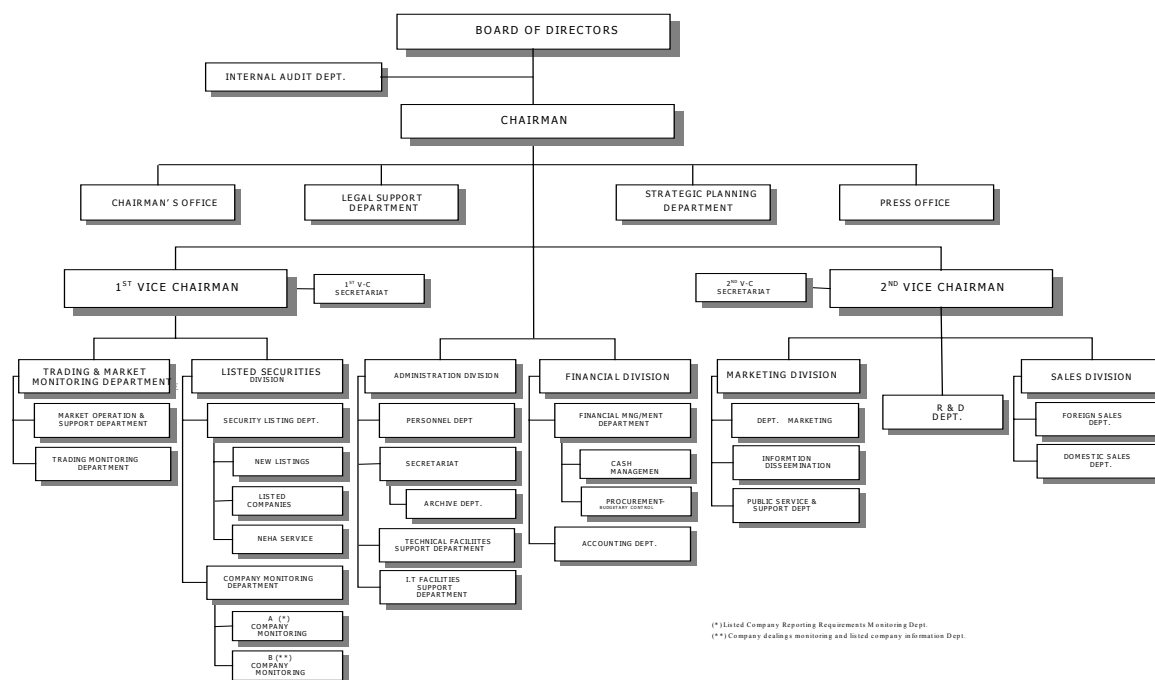 BOARD OF DIRECTORS
INTERNAL AUDIT DEPT.
CHAIRMAN
CHAIRMAN'S OFFICE
LEGAL SUPPORT
DEPARTMENT
STRATEGIC PLANNING
DEPARTMENT
PRESS OFFICE
1ST VICE CHAIRMAN
1ST V-C
SECRETARIAT
2ND V-C
SECRETARIAT
2ND VICE CHAIRMAN
TRADING & MARKET
MONITORING DEPARTMENT
LISTED SECURITIES
DIVISION
ADMINISTRATION DIVISION
FINANCIAL DIVISION
MARKETING DIVISION
SALES DIVISION
MARKET OPERATION &
SUPPORT DEPARTMENT
TRADING MONITORING
DEPARTMENT
SECURITY LISTING DEPT.
NEW LISTINGS
LISTED
COMPANIES
NEHA SERVICE
COMPANY MONITORING
DEPARTMENT
A (*)
COMPANY
MONITORING
B (**)
COMPANY
MONITORING
PERSONNEL DEPT
SECRETARIAT
ARCHIVE DEPT.
TECHNICAL FACILIITES
SUPPORT DEPARTMENT
I.T FACILITIES
SUPPORT
DEPARTMENT
FINANCIAL MNG/MENT
DEPARTMENT
CASH
MANAGEMEN
PROCUREMENT-
BUDGETARY CONTROL
ACCOUNTING DEPT.
DEPT. MARKETING
INFORMTION
DISSEEMINATION
PUBLIC SERVICE &
SUPPORT DEPT
R & D
DEPT.
FOREIGN SALES
DEPT.
DOMESTIC SALES
DEPT.
(*) Listed Company Reporting Requirements Monitoring Dept.
(**) Company dealings monitoring and listed company information Dept.